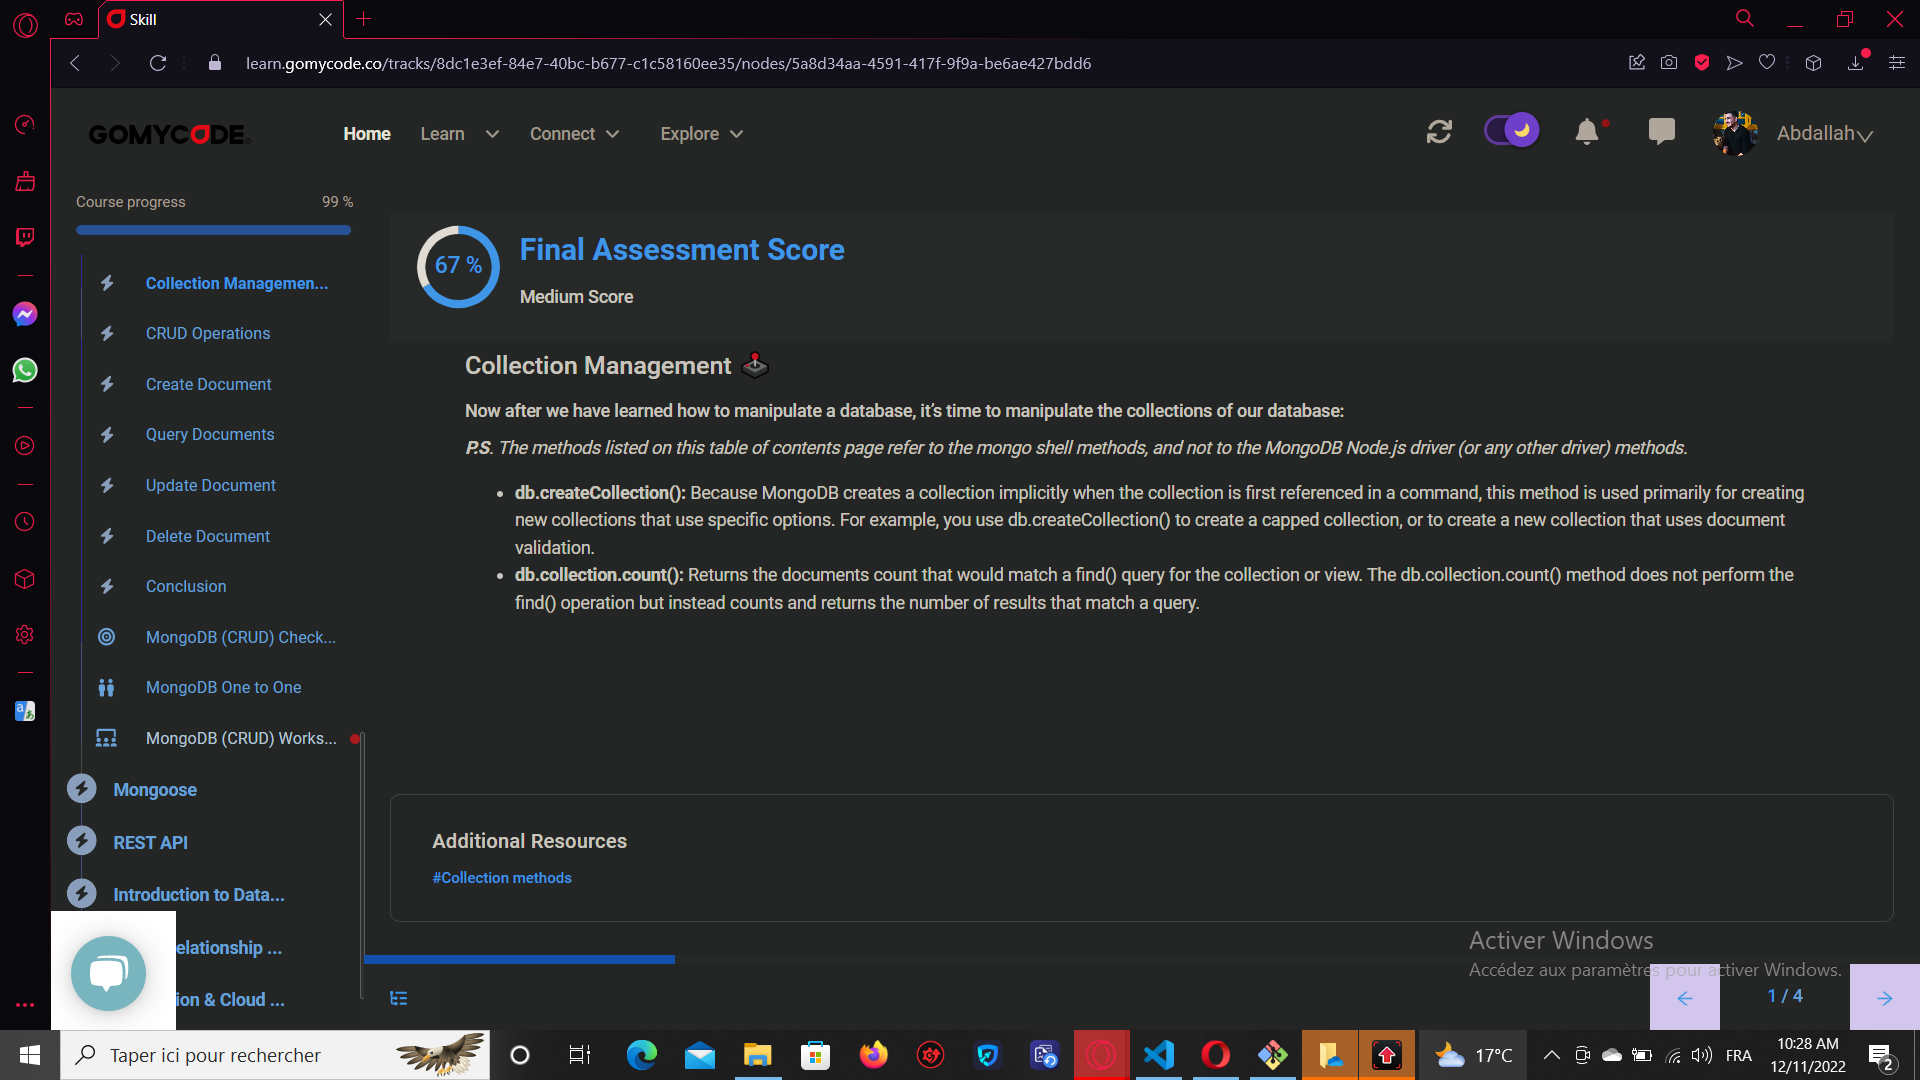 Skill
learn.gomycode.co/tracks/8dc1e3ef-84e7-40bc-b677-c1c58160ee35/nodes/5a8d34aa-4591-417f-9f9a-be6ae427bdd6
GOMYCODE
Home
Learn
Connect
Explore
Abdallah
Course progress
99 %
Collection Managemen...
CRUD Operations
Create Document
Query Documents
Update Document
Delete Document
Conclusion
MongoDB (CRUD) Check...
MongoDB One to One
MongoDB (CRUD) Works...
Mongoose
REST API
Introduction to Data...
elationship ...
ion & Cloud ...
67 %
Final Assessment Score
Medium Score
Collection Management
Now after we have learned how to manipulate a database, it's time to manipulate the collections of our database:
P.S. The methods listed on this table of contents page refer to the mongo shell methods, and not to the MongoDB Node.js driver (or any other driver) methods.
• db.createCollection(): Because MongoDB creates a collection implicitly when the collection is first referenced in a command, this method is used primarily for creating
new collections that use specific options. For example, you use db.createCollection() to create a capped collection, or to create a new collection that uses document
validation.
• db.collection.count(): Returns the documents count that would match a find() query for the collection or view. The db.collection.count() method does not perform the
find() operation but instead counts and returns the number of results that match a query.
Additional Resources
#Collection methods
Activer Windows
Accédez aux paramètres pour activer Windows.
1 / 4
Taper ici pour rechercher
17°C
FRA
10:28 AM
12/11/2022
2